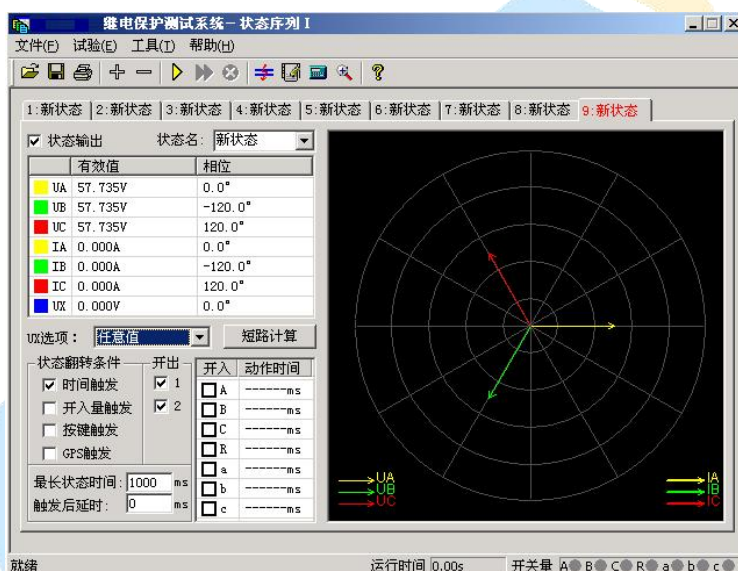 继电保护测试系统-状态序列 I
文件(F) 试验(E) 工具(T) 帮助(H)
1:新状态 2:新状态 3:新状态 4:新状态 5:新状态 6:新状态 7:新状态 8:新状态 9:新状态
状态输出 状态名: 新状态
有效值 相位
UA 57.735V 0.0°
UB 57.735V -120.0°
UC 57.735V 120.0°
IA 0.000A 0.0°
IB 0.000A -120.0°
IC 0.000A 120.0°
UX 0.000V 0.0°
UX选项: 任意值 短路计算
状态翻转条件 开出 开入 动作时间
时间触发 1 A ------ms
开入量触发 2 B ------ms
按键触发 C ------ms
GPS触发 R ------ms
a ------ms
最长状态时间: 1000 ms b ------ms
触发后延时: 0 ms c ------ms
UA IA
UB IB
UC IC
就绪 运行时间 0.00s 开关量 A B C R a b c